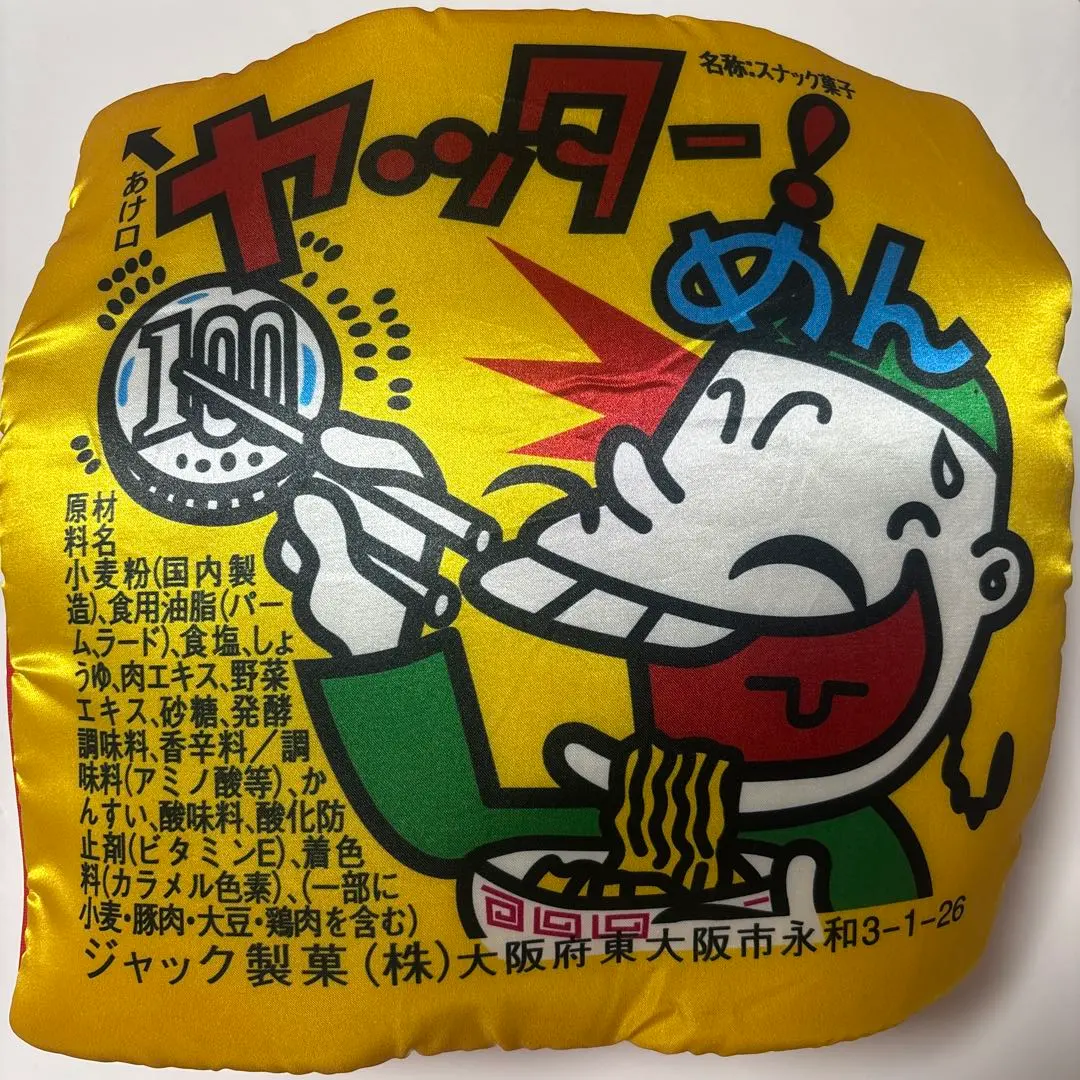 名称:スナック菓子
ヤッター!
めん
あけ口
100
原材
料名
小麦粉(国内製
造)、食用油脂(パー
ム、ラード)、食塩、しょ
うゆ、肉エキス、野菜
エキス、砂糖、発酵
調味料、香辛料／調
味料(アミノ酸等)、か
んすい、酸味料、酸化防
止剤(ビタミンE)、着色
料(カラメル色素)、(一部に
小麦・豚肉・大豆・鶏肉を含む)
ジャック製菓(株)大阪府東大阪市永和3-1-26